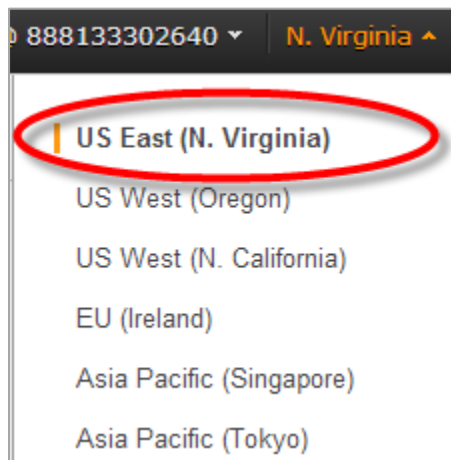 @ 888133302640 N. Virginia
US East (N. Virginia)
US West (Oregon)
US West (N. California)
EU (Ireland)
Asia Pacific (Singapore)
Asia Pacific (Tokyo)